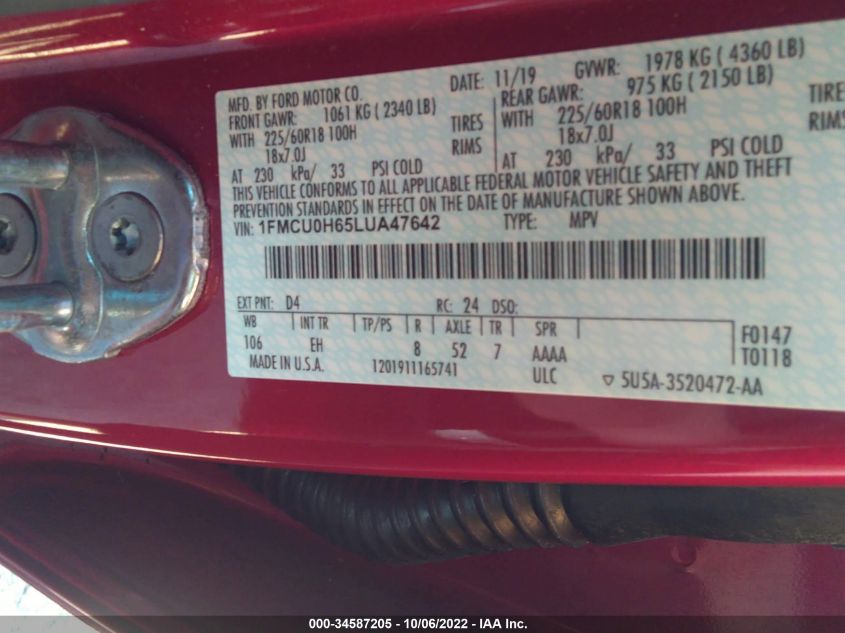 MFD. BY FORD MOTOR CO. DATE: 11/19 GVWR: 1978 KG ( 4360 LB)
FRONT GAWR: 1061 KG ( 2340 LB) REAR GAWR: 975 KG ( 2150 LB)
WITH 225/60R18 100H TIRES WITH 225/60R18 100H TIRE
18x7.0J RIMS 18x7.0J RIMS
AT 230 kPa/ 33 PSI COLD AT 230 kPa/ 33 PSI COLD
THIS VEHICLE CONFORMS TO ALL APPLICABLE FEDERAL MOTOR VEHICLE SAFETY AND THEFT
PREVENTION STANDARDS IN EFFECT ON THE DATE OF MANUFACTURE SHOWN ABOVE.
VIN: 1FMCU0H65LUA47642 TYPE: MPV
EXT PNT: D4 RC: 24 DSO:
WB INT TR TP/PS R AXLE TR SPR F0147
106 EH 8 52 7 AAAA T0118
MADE IN U.S.A. 1201911165741 ULC ▽ 5U5A-3520472-AA
000-34587205 - 10/06/2022 - IAA Inc.